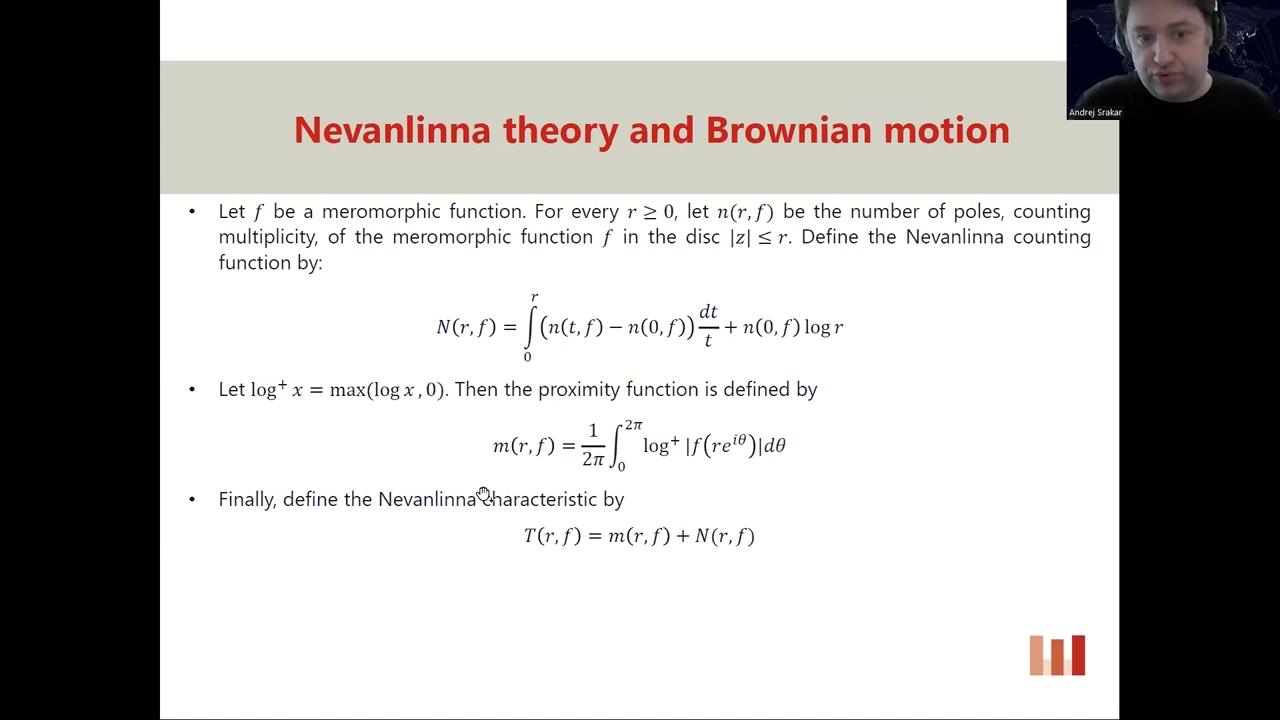 Andrej Srakar
Nevanlinna theory and Brownian motion
• Let f be a meromorphic function. For every r ≥ 0, let n(r, f) be the number of poles, counting
multiplicity, of the meromorphic function f in the disc |z| ≤ r. Define the Nevanlinna counting
function by:
N(r, f) = ∫₀ʳ (n(t, f) − n(0, f)) dt/t + n(0, f) log r
• Let log⁺ x = max(log x , 0). Then the proximity function is defined by
m(r, f) = 1/2π ∫₀^2π log⁺ |f(re^iθ)|dθ
• Finally, define the Nevanlinna characteristic by
T(r, f) = m(r, f) + N(r, f)